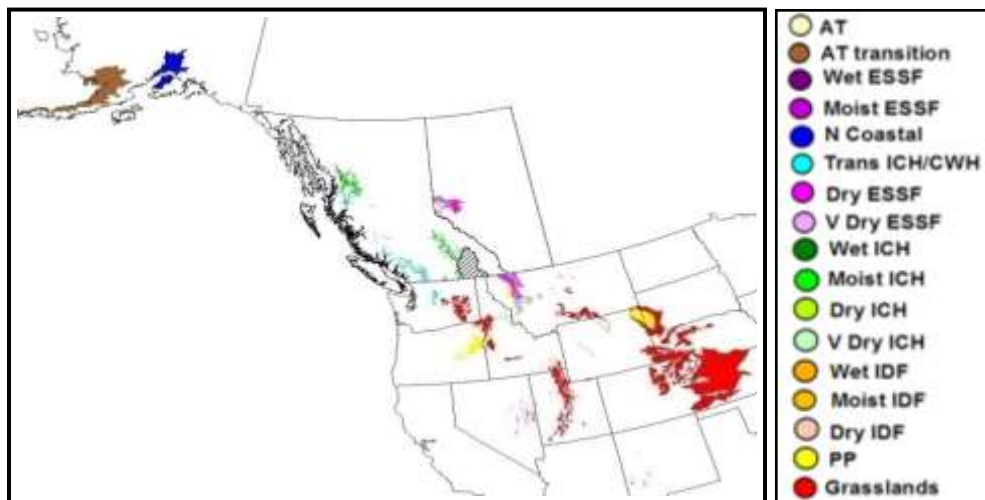 AT
AT transition
Wet ESSF
Moist ESSF
N Coastal
Trans ICH/CWH
Dry ESSF
V Dry ESSF
Wet ICH
Moist ICH
Dry ICH
V Dry ICH
Wet IDF
Moist IDF
Dry IDF
PP
Grasslands